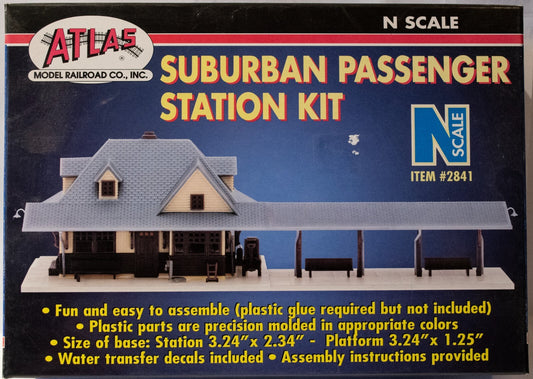 N SCALE
ATLAS
®
MODEL RAILROAD CO., INC.
SUBURBAN PASSENGER
STATION KIT
N SCALE
ITEM #2841
• Fun and easy to assemble (plastic glue required but not included)
• Plastic parts are precision molded in appropriate colors
• Size of base: Station 3.24"x 2.34" - Platform 3.24"x 1.25"
• Water transfer decals included • Assembly instructions provided